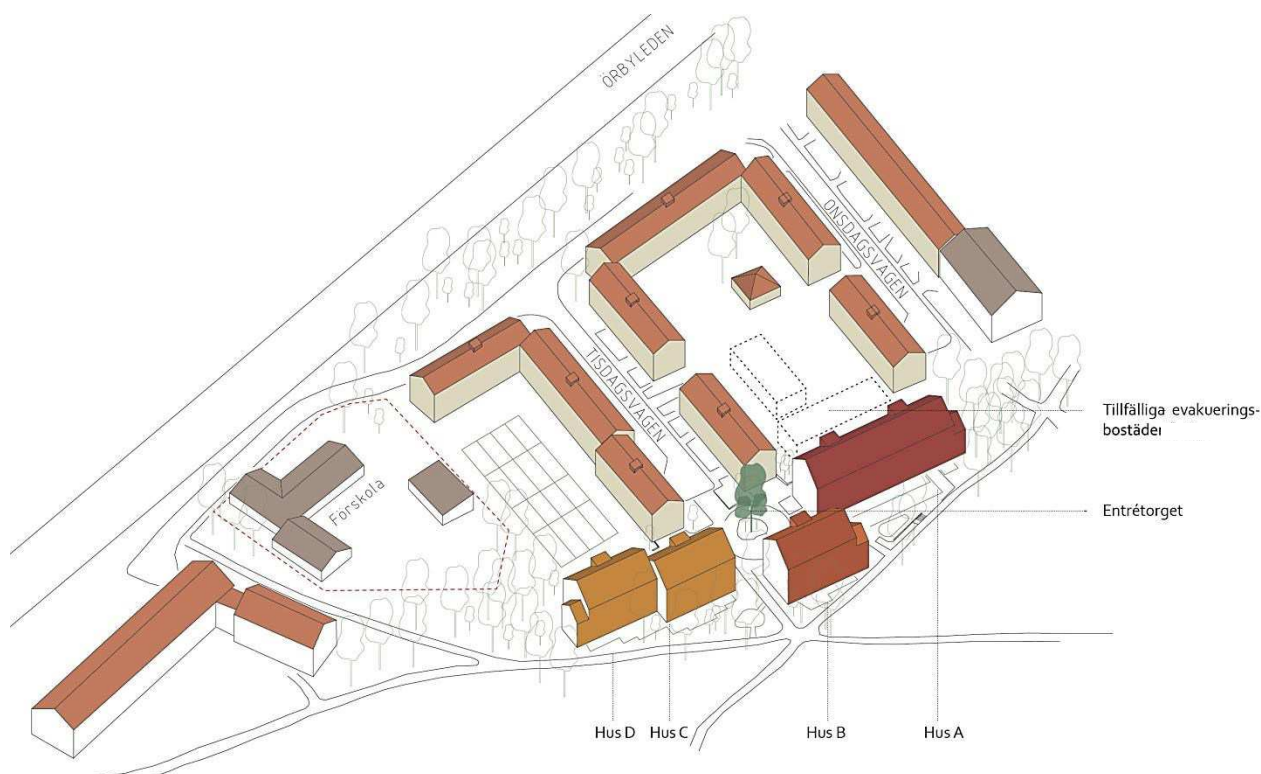 ÖRBYLEDEN
ONSDAGSVÄGEN
TISDAGSVÄGEN
Förskola
Tillfälliga evakuerings-
bostäder
Entrétorget
Hus D
Hus C
Hus B
Hus A